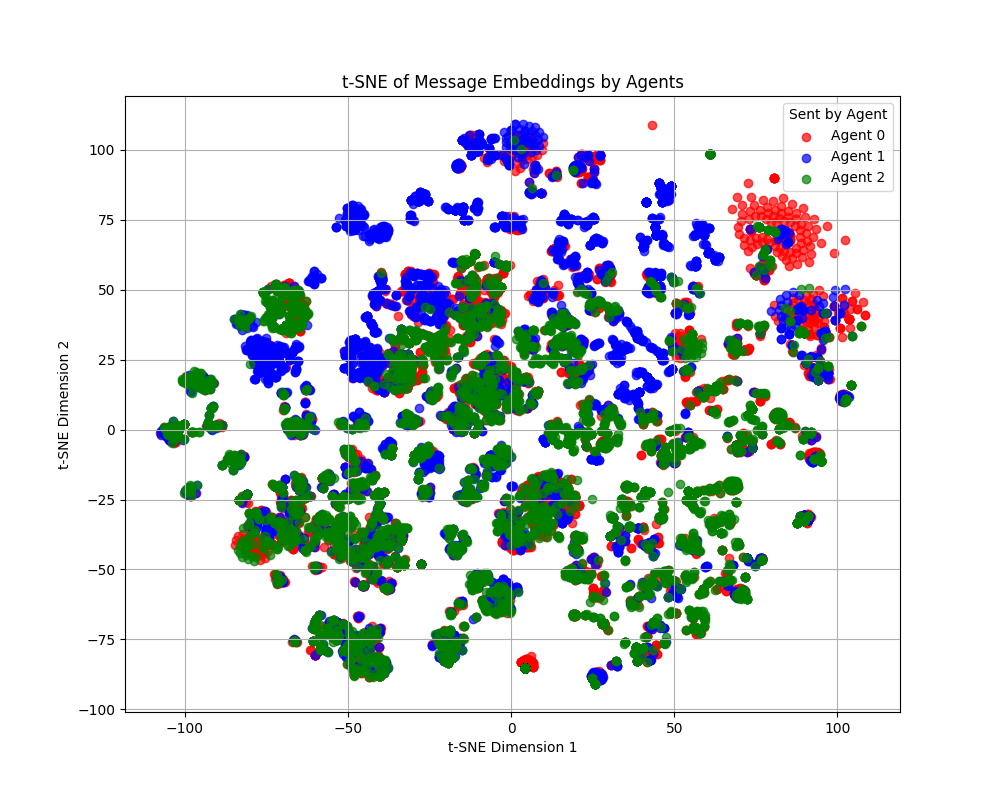 t-SNE of Message Embeddings by Agents
Sent by Agent
Agent 0
Agent 1
Agent 2
100
75
50
25
0
−25
−50
−75
−100
t-SNE Dimension 2
−100
−50
0
50
100
t-SNE Dimension 1